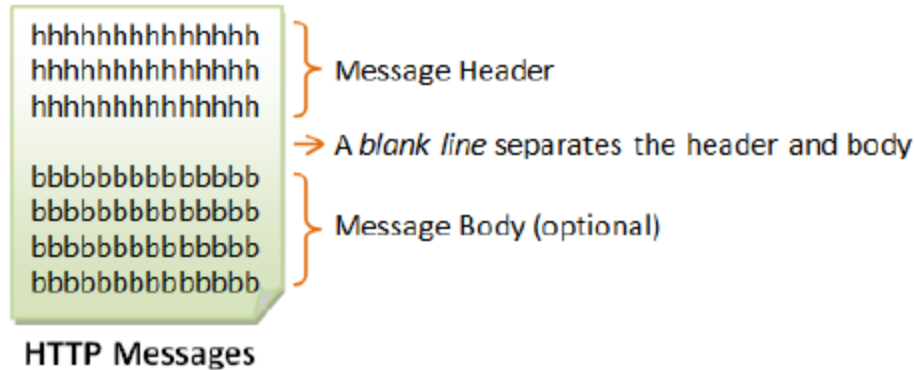 hhhhhhhhhhhhhh
hhhhhhhhhhhhhh
hhhhhhhhhhhhhh
Message Header
A blank line separates the header and body
bbbbbbbbbbbbbb
bbbbbbbbbbbbbb
bbbbbbbbbbbbbb
bbbbbbbbbbbbbb
Message Body (optional)
HTTP Messages